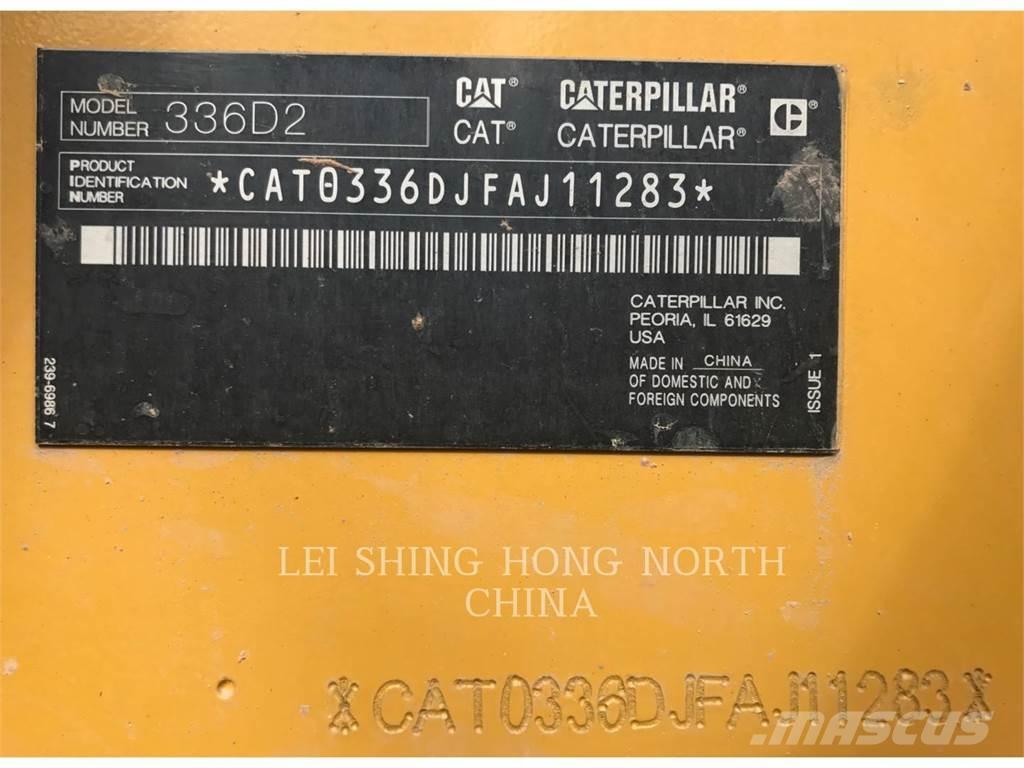 MODEL NUMBER 336D2
CAT® CATERPILLAR®
CAT® CATERPILLAR®
PRODUCT
IDENTIFICATION
NUMBER
*CAT0336DJFAJ11283*
CATERPILLAR INC.
PEORIA, IL 61629
USA
MADE IN CHINA
OF DOMESTIC AND
FOREIGN COMPONENTS
239-6986 7
ISSUE 1
LEI SHING HONG NORTH
CHINA
*CAT0336DJFAJ11283*
MASCUS